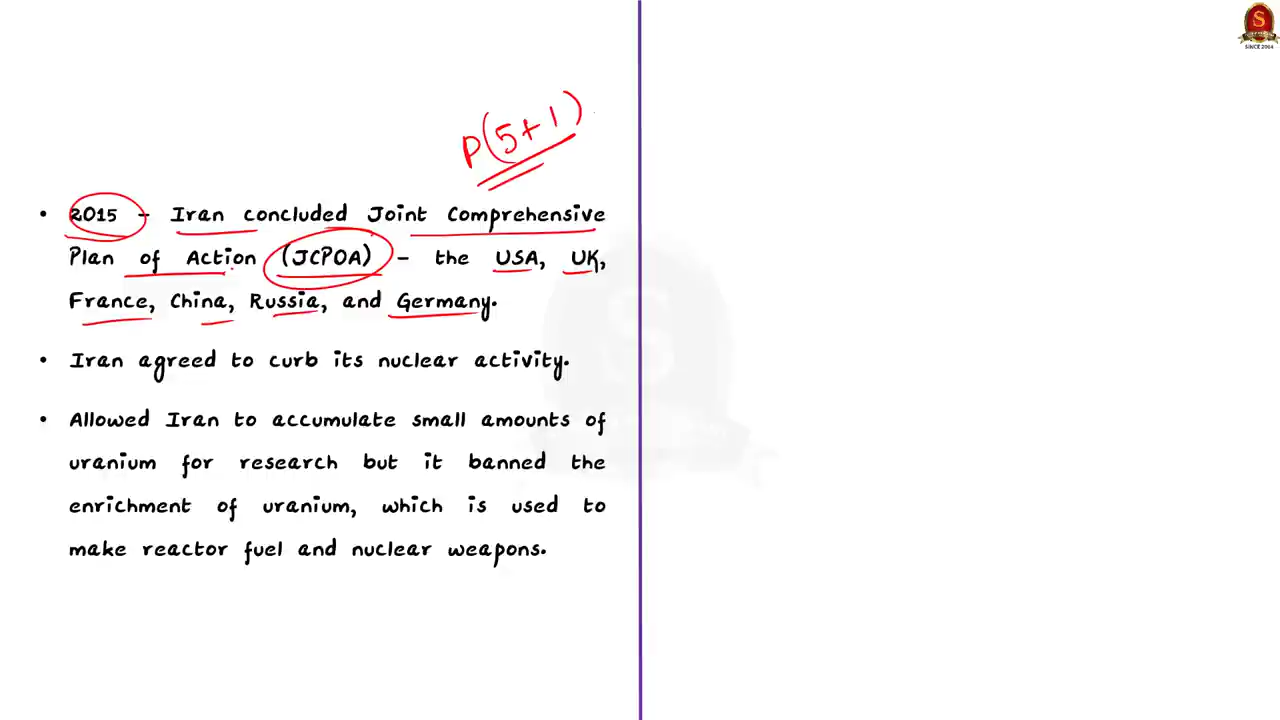 S
SINCE 2004
P(5+1)
• 2015 - Iran concluded Joint Comprehensive
Plan of Action (JCPOA) - the USA, UK,
France, China, Russia, and Germany.
• Iran agreed to curb its nuclear activity.
• Allowed Iran to accumulate small amounts of
uranium for research but it banned the
enrichment of uranium, which is used to
make reactor fuel and nuclear weapons.